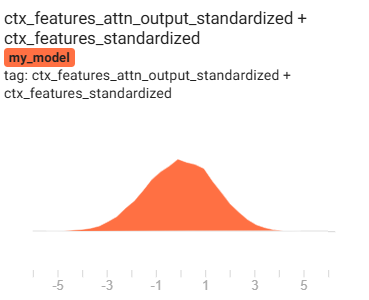 ctx_features_attn_output_standardized +
ctx_features_standardized
my_model
tag: ctx_features_attn_output_standardized +
ctx_features_standardized
-5 -3 -1 1 3 5